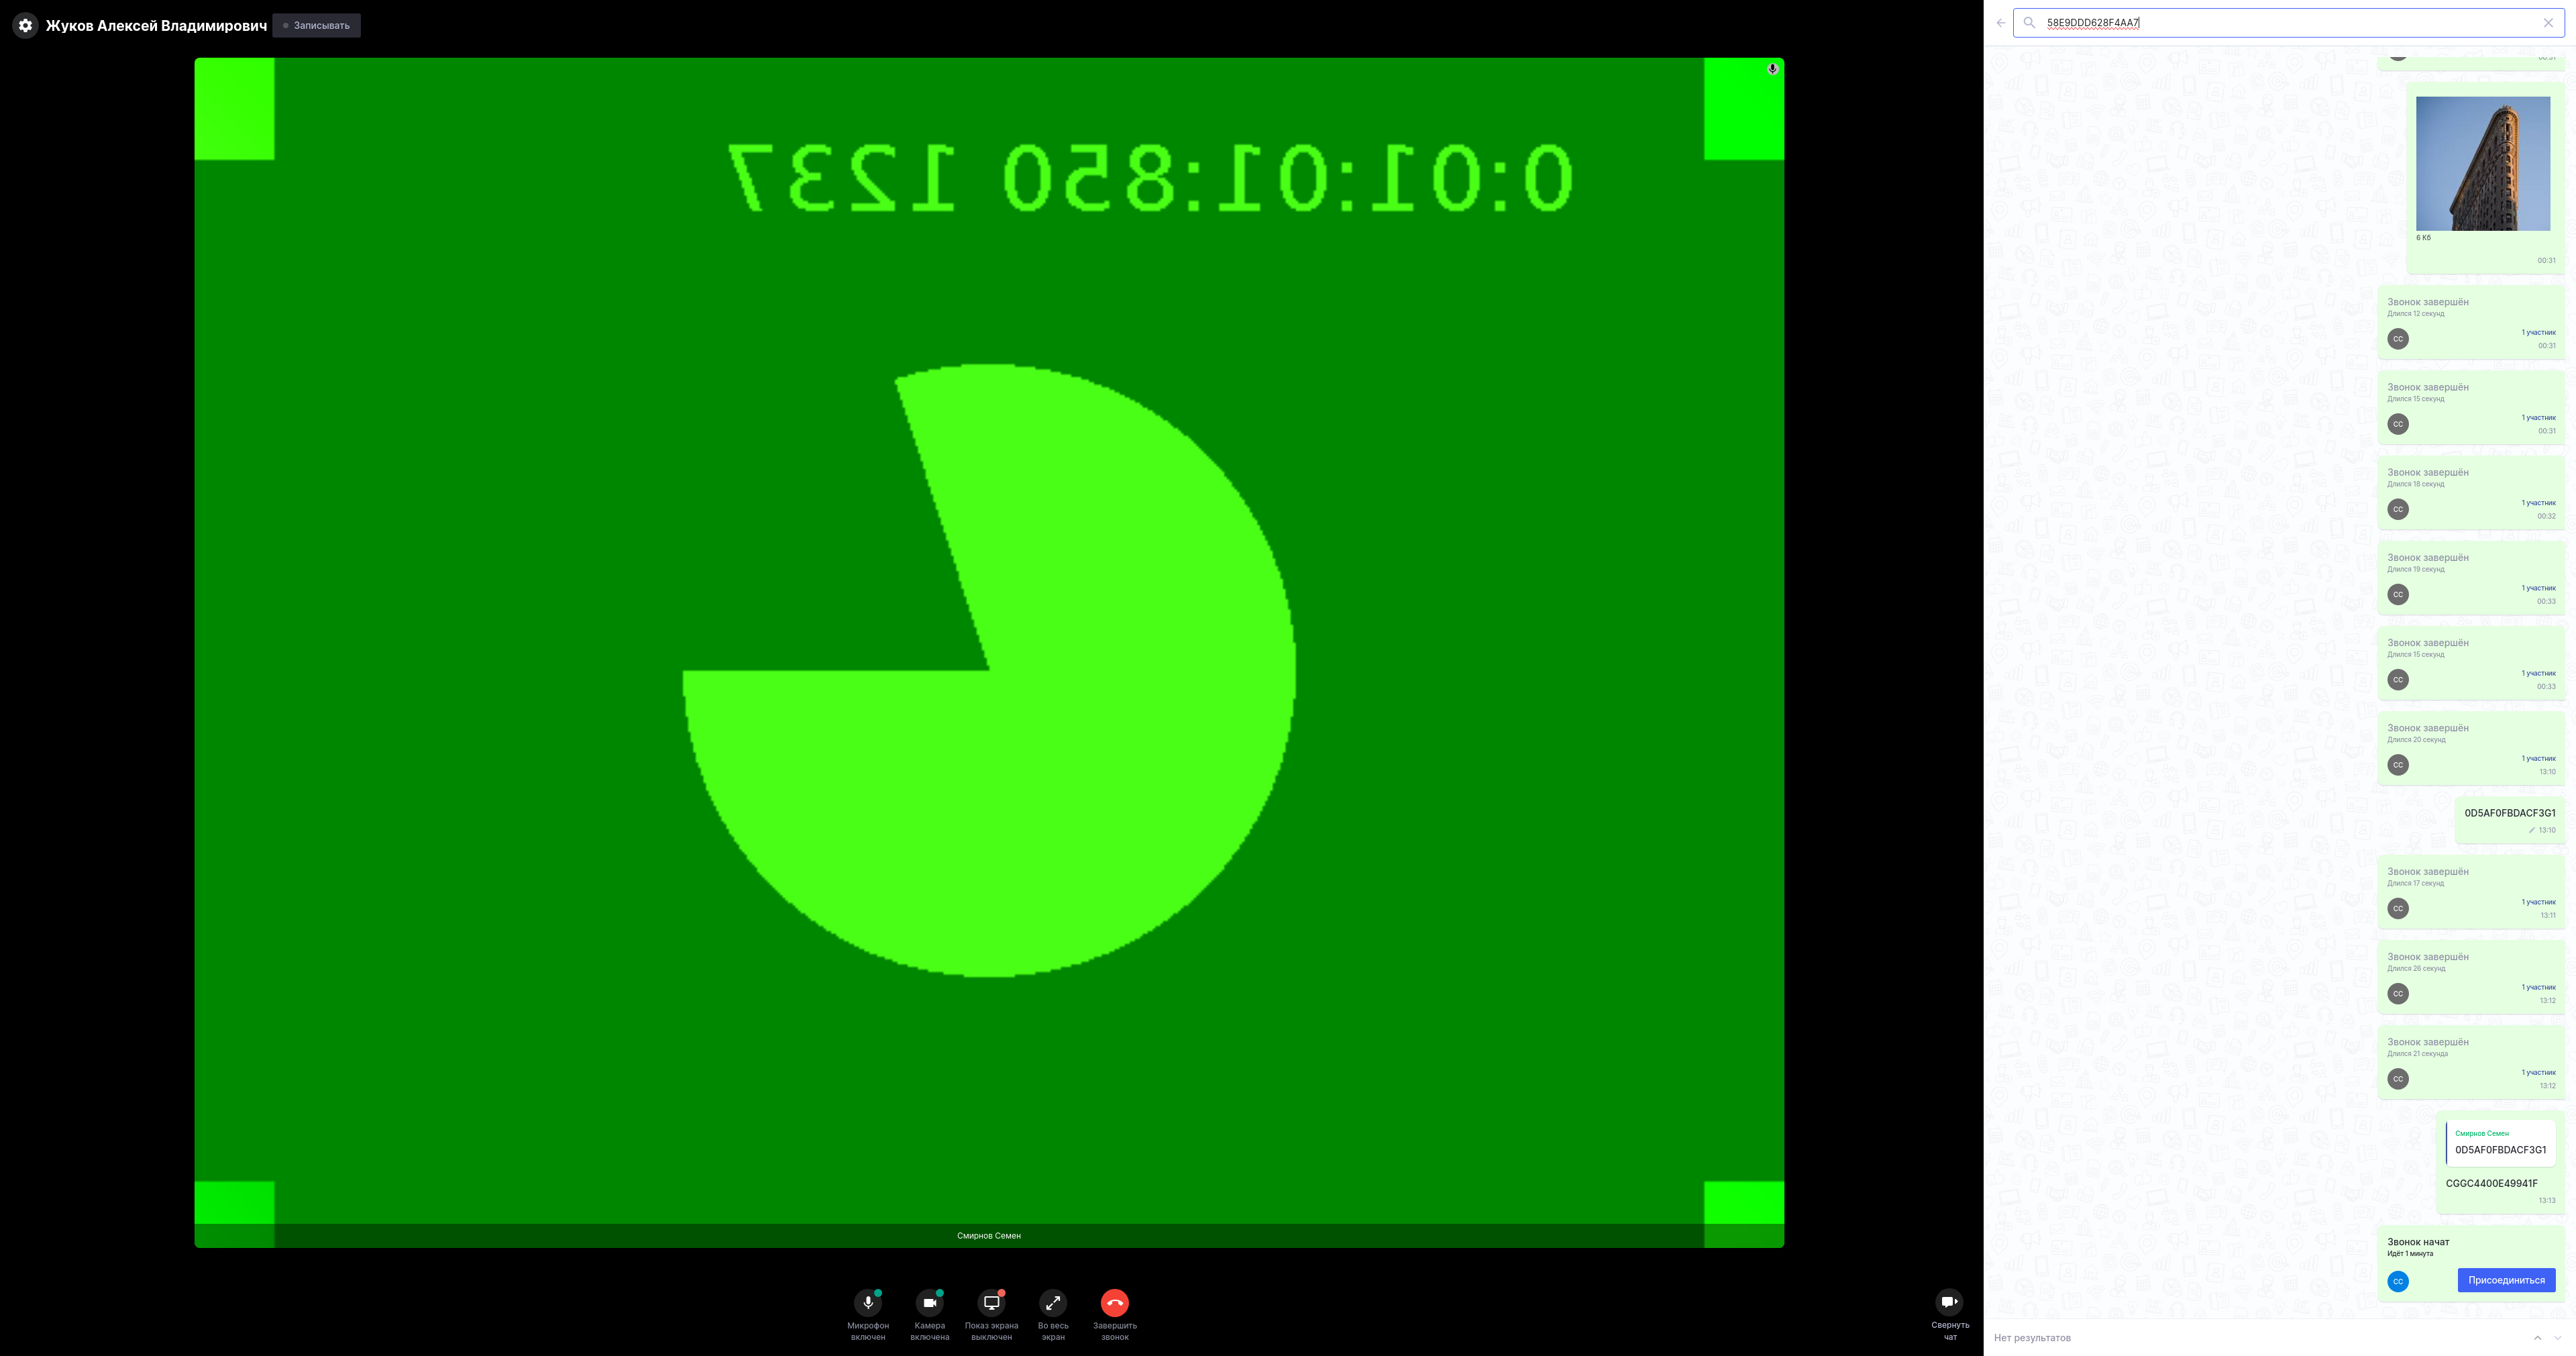 Жуков Алексей Владимирович
Записывать
0:01:01:850 1237
Смирнов Семен
Микрофон включен
Камера включена
Показ экрана выключен
Во весь экран
Завершить звонок
Свернуть чат
58E9DDD628F4AA7
6 Кб
00:31
Звонок завершён
Длился 12 секунд
1 участник
CC
00:31
Звонок завершён
Длился 15 секунд
1 участник
CC
00:31
Звонок завершён
Длился 18 секунд
1 участник
CC
00:32
Звонок завершён
Длился 19 секунд
1 участник
CC
00:33
Звонок завершён
Длился 15 секунд
1 участник
CC
00:33
Звонок завершён
Длился 20 секунд
1 участник
CC
13:10
0D5AF0FBDACF3G1
13:10
Звонок завершён
Длился 17 секунд
1 участник
CC
13:11
Звонок завершён
Длился 26 секунд
1 участник
CC
13:12
Звонок завершён
Длился 21 секунда
1 участник
CC
13:12
Смирнов Семен
0D5AF0FBDACF3G1
CGGC4400E49941F
13:13
Звонок начат
Идёт 1 минута
CC
Присоединиться
Нет результатов